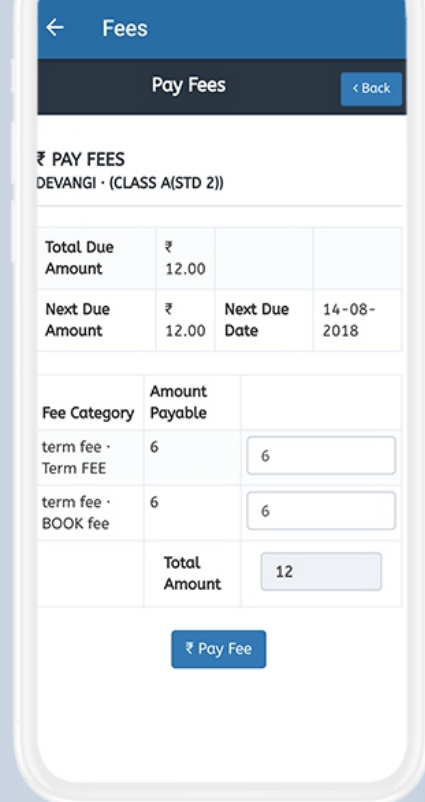 Fees
Pay Fees
< Back
₹ PAY FEES
DEVANGI · (CLASS A(STD 2))
Total Due Amount ₹ 12.00
Next Due Amount ₹ 12.00 Next Due Date 14-08-2018
Fee Category Amount Payable
term fee · Term FEE 6 6
term fee · BOOK fee 6 6
Total Amount 12
₹ Pay Fee